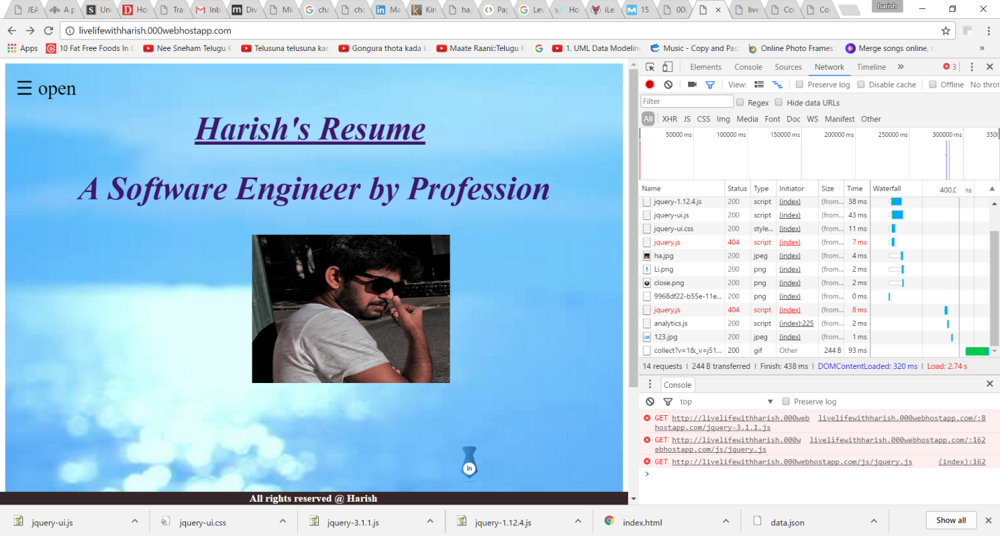 JEA
A p
Un
Ho
Tra
Inb
Div
Mi
cha
cha
Ma
Kin
ha
Pag
Lev
Ho
iLe
15
000
live
Co
Co
harish
livelifewithharish.000webhostapp.com
Apps 10 Fat Free Foods In Nee Sneham Telugu K Telusuna telusuna kar Gongura thota kada k Maate Raani::Telugu K 1. UML Data Modeling Music - Copy and Pas Online Photo Frames Merge songs online, c »
☰ open
Harish's Resume
A Software Engineer by Profession
in
All rights reserved @ Harish
Elements Console Sources Network Timeline » 3
View: Preserve log Disable cache Offline No throt
Filter Regex Hide data URLs
All XHR JS CSS Img Media Font Doc WS Manifest Other
50000 ms 100000 ms 150000 ms 200000 ms 250000 ms 300000 ms 3500
Name Status Type Initiator Size Time Waterfall 400.0 ms
jquery-1.12.4.js 200 script (index) (from... 38 ms
jquery-ui.js 200 script (index) (from... 43 ms
jquery-ui.css 200 style... (index) (from... 11 ms
jquery.js 404 script (index) (from... 7 ms
ha.jpg 200 jpeg (index) (from... 4 ms
Li.png 200 png (index) (from... 2 ms
close.png 200 png (index) (from... 2 ms
9968df22-b55e-11e... 200 png (index) (from... 0 ms
jquery.js 404 script (index) (from... 8 ms
analytics.js 200 script (index):225 (from... 2 ms
123.jpg 200 jpeg (index) (from... 1 ms
collect?v=1&_v=j51... 200 gif Other 244 B 93 ms
14 requests | 244 B transferred | Finish: 438 ms | DOMContentLoaded: 320 ms | Load: 2.74 s
Console
top Preserve log
GET http://livelifewithharish.000web livelifewithharish.000webhostapp.com/:8
hostapp.com/jquery-3.1.1.js
GET http://livelifewithharish.000w livelifewithharish.000webhostapp.com/:162
ebhostapp.com/js/jquery.js
GET http://livelifewithharish.000webhostapp.com/js/jquery.js (index):162
jquery-ui.js
jquery-ui.css
jquery-3.1.1.js
jquery-1.12.4.js
index.html
data.json
Show all